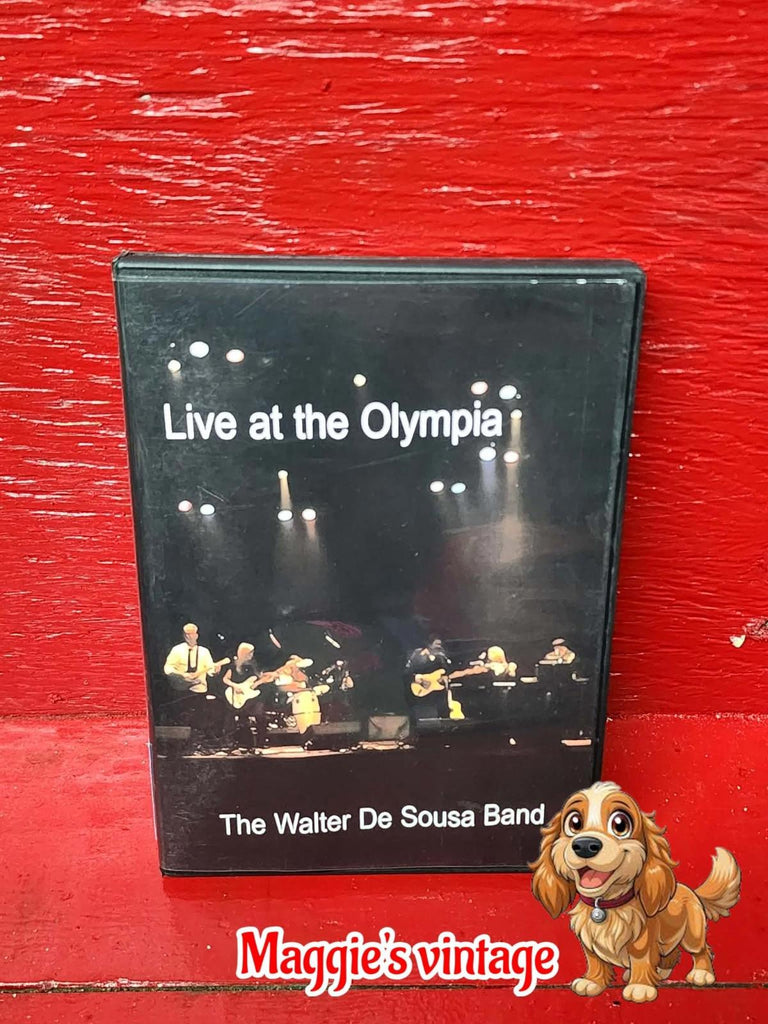 Live at the Olympia
The Walter De Sousa Band
Maggie's vintage